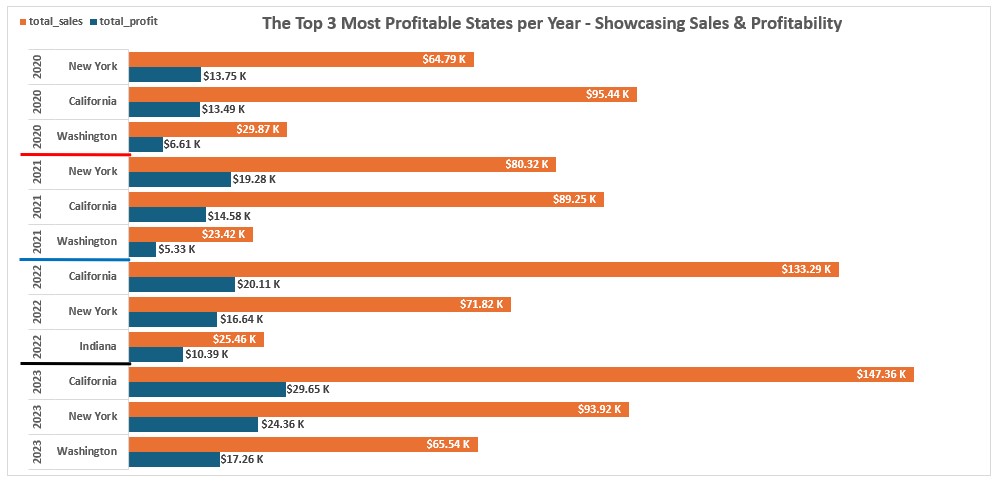 total_sales total_profit
The Top 3 Most Profitable States per Year - Showcasing Sales & Profitability
2020 New York $64.79 K
$13.75 K
2020 California $95.44 K
$13.49 K
2020 Washington $29.87 K
$6.61 K
2021 New York $80.32 K
$19.28 K
2021 California $89.25 K
$14.58 K
2021 Washington $23.42 K
$5.33 K
2022 California $133.29 K
$20.11 K
2022 New York $71.82 K
$16.64 K
2022 Indiana $25.46 K
$10.39 K
2023 California $147.36 K
$29.65 K
2023 New York $93.92 K
$24.36 K
2023 Washington $65.54 K
$17.26 K